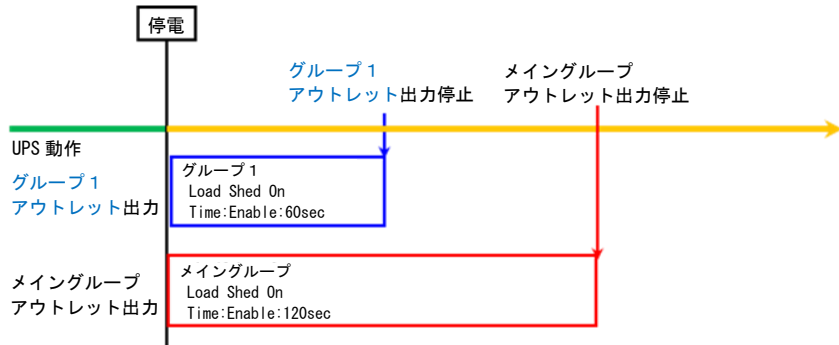 停電
グループ１
アウトレット出力停止
メイングループ
アウトレット出力停止
UPS 動作
グループ１
アウトレット出力
グループ１
Load Shed On
Time:Enable:60sec
メイングループ
アウトレット出力
メイングループ
Load Shed On
Time:Enable:120sec